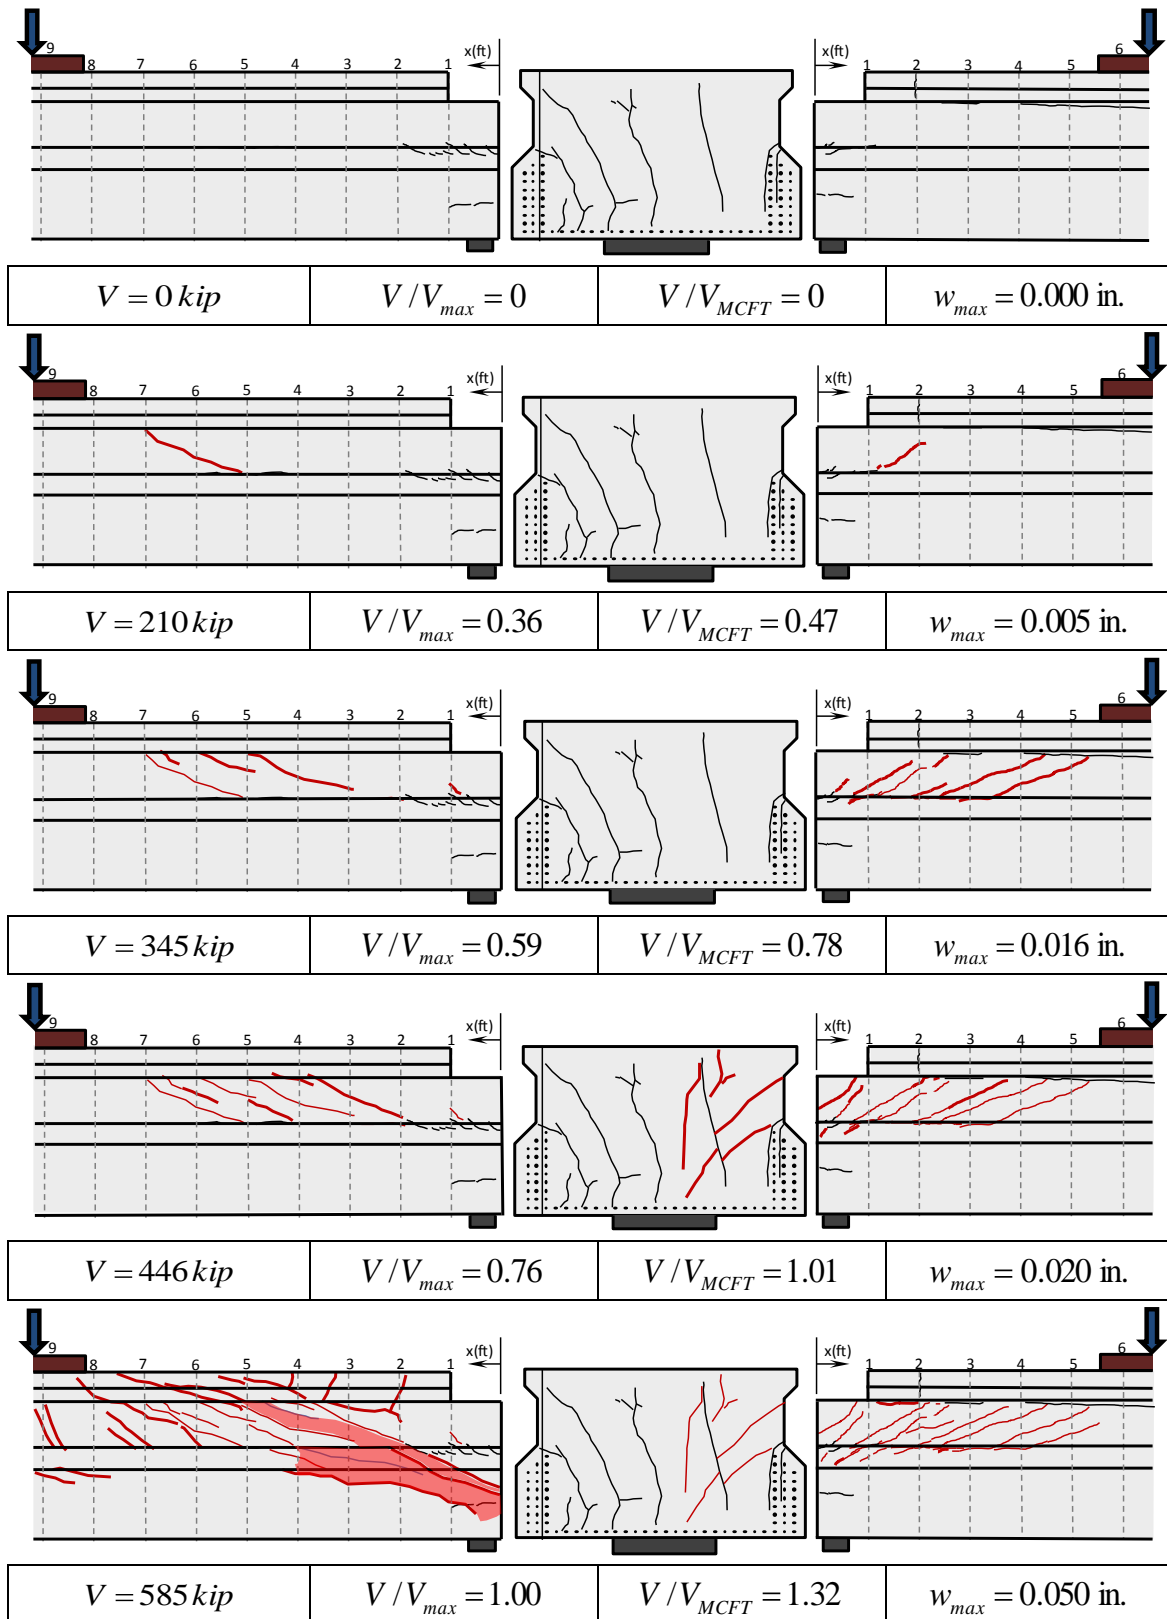 9 8 7 6 5 4 3 2 1 x(ft) x(ft) 1 2 3 4 5 6
V = 0 kip V/V_max = 0 V/V_MCFT = 0 w_max = 0.000 in.
9 8 7 6 5 4 3 2 1 x(ft) x(ft) 1 2 3 4 5 6
V = 210 kip V/V_max = 0.36 V/V_MCFT = 0.47 w_max = 0.005 in.
9 8 7 6 5 4 3 2 1 x(ft) x(ft) 1 2 3 4 5 6
V = 345 kip V/V_max = 0.59 V/V_MCFT = 0.78 w_max = 0.016 in.
9 8 7 6 5 4 3 2 1 x(ft) x(ft) 1 2 3 4 5 6
V = 446 kip V/V_max = 0.76 V/V_MCFT = 1.01 w_max = 0.020 in.
9 8 7 6 5 4 3 2 1 x(ft) x(ft) 1 2 3 4 5 6
V = 585 kip V/V_max = 1.00 V/V_MCFT = 1.32 w_max = 0.050 in.